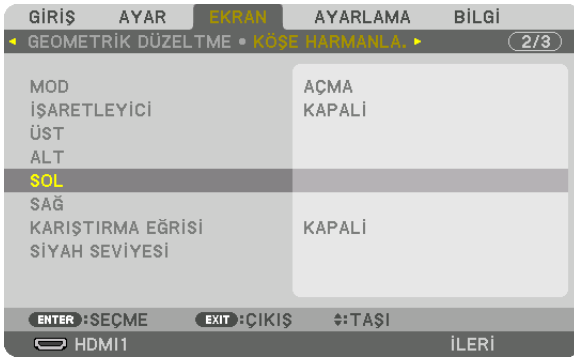 GİRİŞ AYAR EKRAN AYARLAMA BİLGİ
GEOMETRİK DÜZELTME • KÖŞE HARMANLA. 2/3
MOD AÇMA
İŞARETLEYİCİ KAPALİ
ÜST
ALT
SOL
SAĞ
KARIŞTIRMA EĞRİSİ KAPALİ
SİYAH SEVİYESİ
ENTER :SEÇME EXIT :ÇIKIŞ :TAŞI
HDMI1 İLERİ